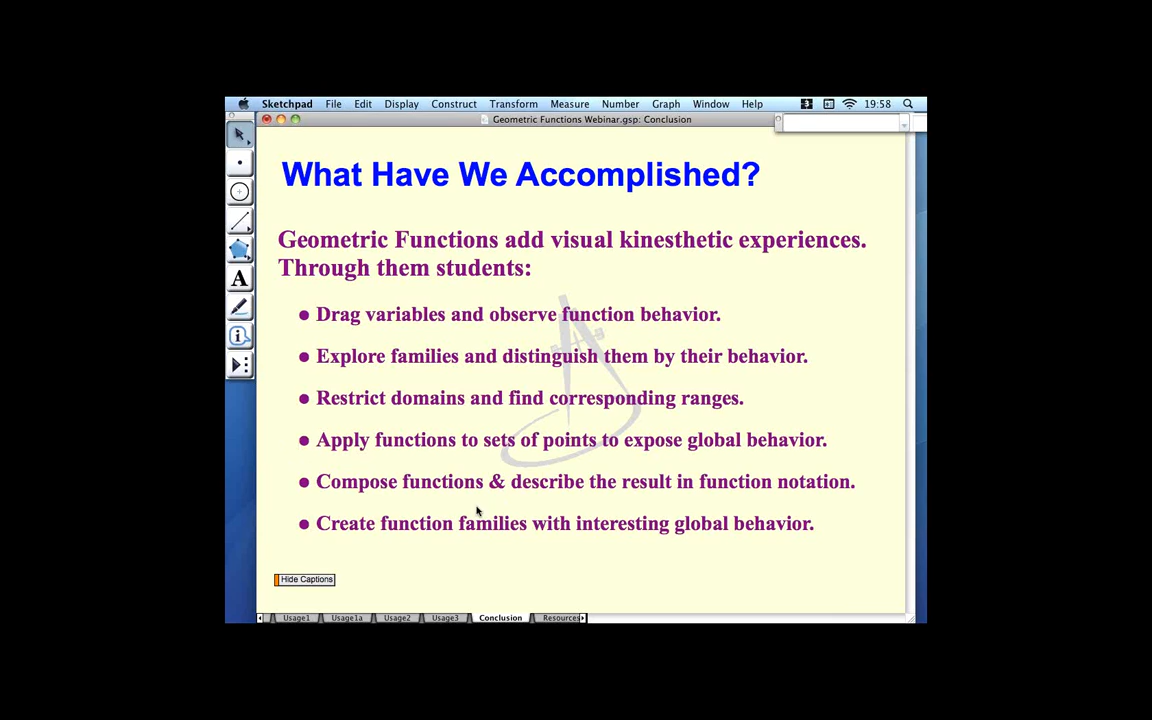 Sketchpad File Edit Display Construct Transform Measure Number Graph Window Help 19:58
Geometric Functions Webinar.gsp: Conclusion
What Have We Accomplished?
Geometric Functions add visual kinesthetic experiences.
Through them students:
● Drag variables and observe function behavior.
● Explore families and distinguish them by their behavior.
● Restrict domains and find corresponding ranges.
● Apply functions to sets of points to expose global behavior.
● Compose functions & describe the result in function notation.
● Create function families with interesting global behavior.
A
Hide Captions
Usage1 Usage1a Usage2 Usage3 Conclusion Resources